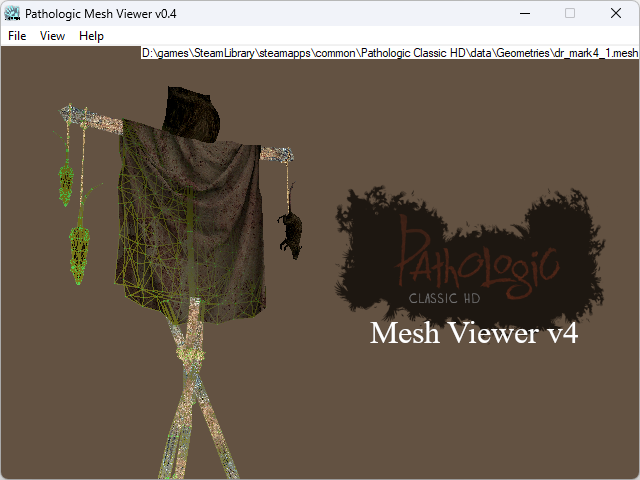 Pathologic Mesh Viewer v0.4
File View Help
D:\games\SteamLibrary\steamapps\common\Pathologic Classic HD\data\Geometries\dr_mark4_1.mesh
Pathologic
CLASSIC HD
Mesh Viewer v4